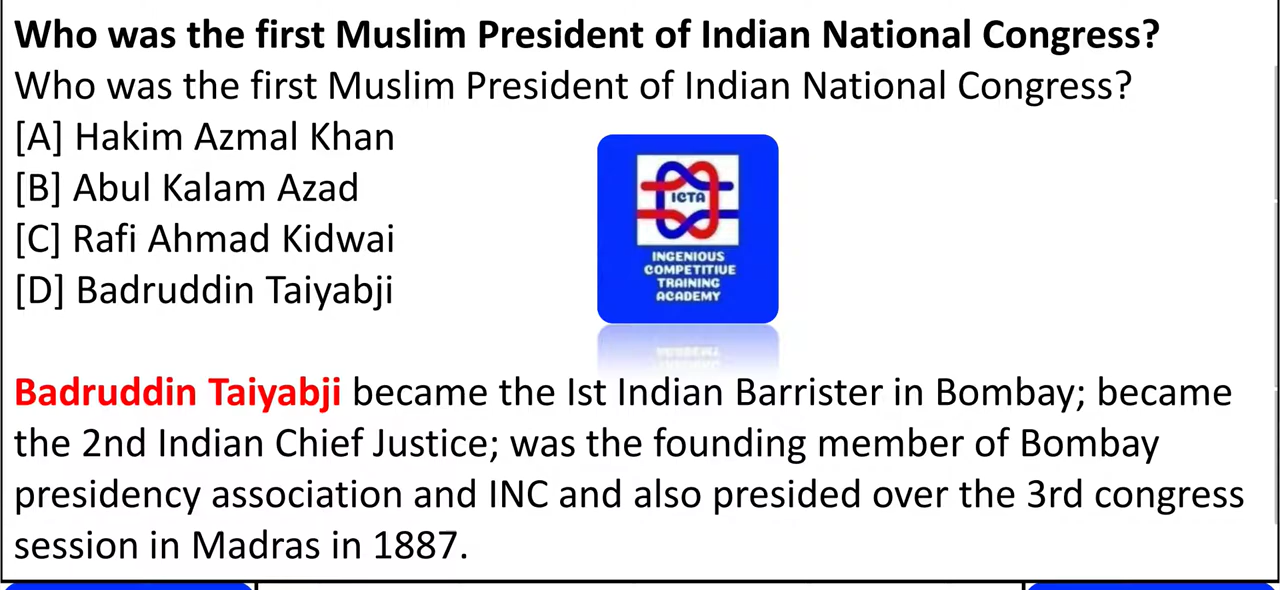 Who was the first Muslim President of Indian National Congress?
Who was the first Muslim President of Indian National Congress?
[A] Hakim Azmal Khan
[B] Abul Kalam Azad
[C] Rafi Ahmad Kidwai
[D] Badruddin Taiyabji
ICTA
INGENIOUS
COMPETITIUE
TRAINING
ACADEMY
Badruddin Taiyabji became the Ist Indian Barrister in Bombay; became
the 2nd Indian Chief Justice; was the founding member of Bombay
presidency association and INC and also presided over the 3rd congress
session in Madras in 1887.